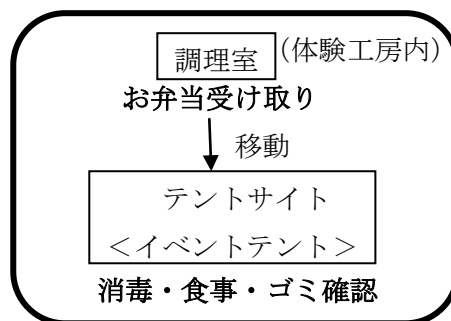 調理室 (体験工房内)
お弁当受け取り
移動
テントサイト
＜イベントテント＞
消毒・食事・ゴミ確認